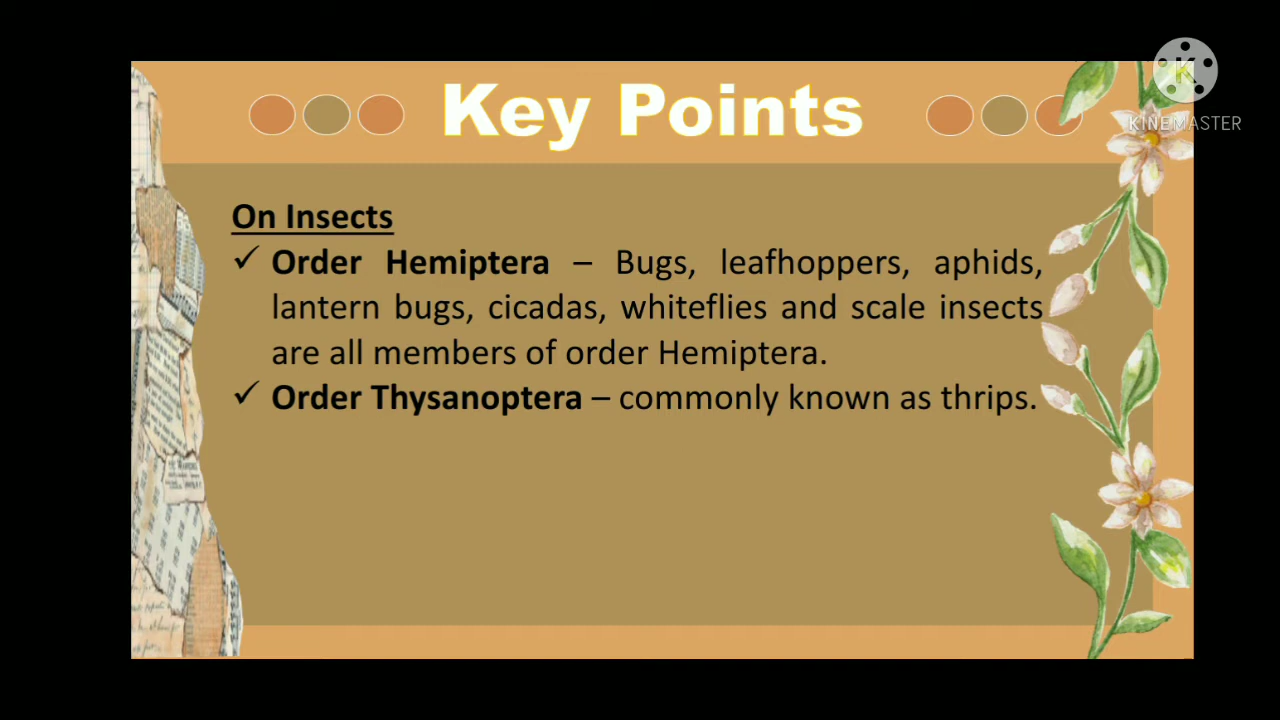 Key Points
KINEMASTER
On Insects
✓ Order Hemiptera – Bugs, leafhoppers, aphids,
lantern bugs, cicadas, whiteflies and scale insects
are all members of order Hemiptera.
✓ Order Thysanoptera – commonly known as thrips.